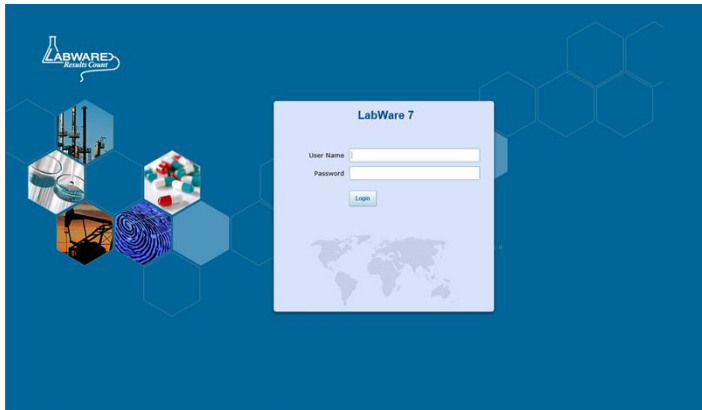 LABWARE
Results Count
LabWare 7
User Name
Password
Login